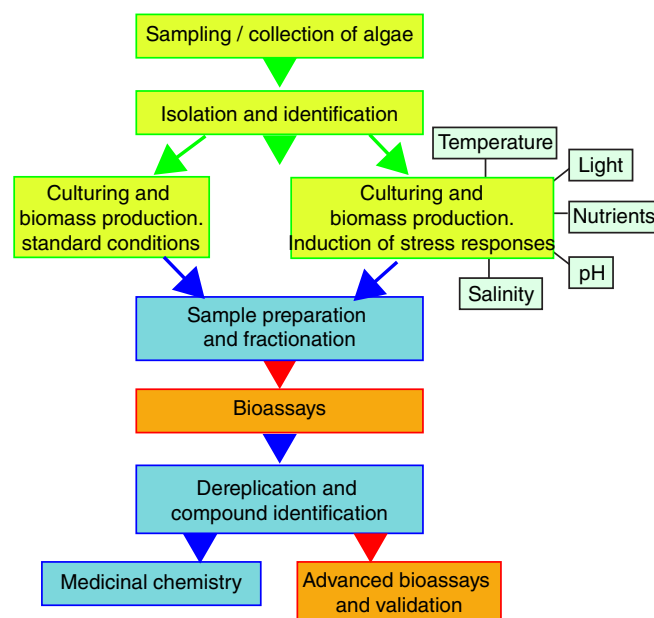 Sampling / collection of algae
Isolation and identification
Temperature
Light
Culturing and
biomass production.
standard conditions
Culturing and
biomass production.
Induction of stress responses
Nutrients
pH
Salinity
Sample preparation
and fractionation
Bioassays
Dereplication and
compound identification
Medicinal chemistry
Advanced bioassays
and validation